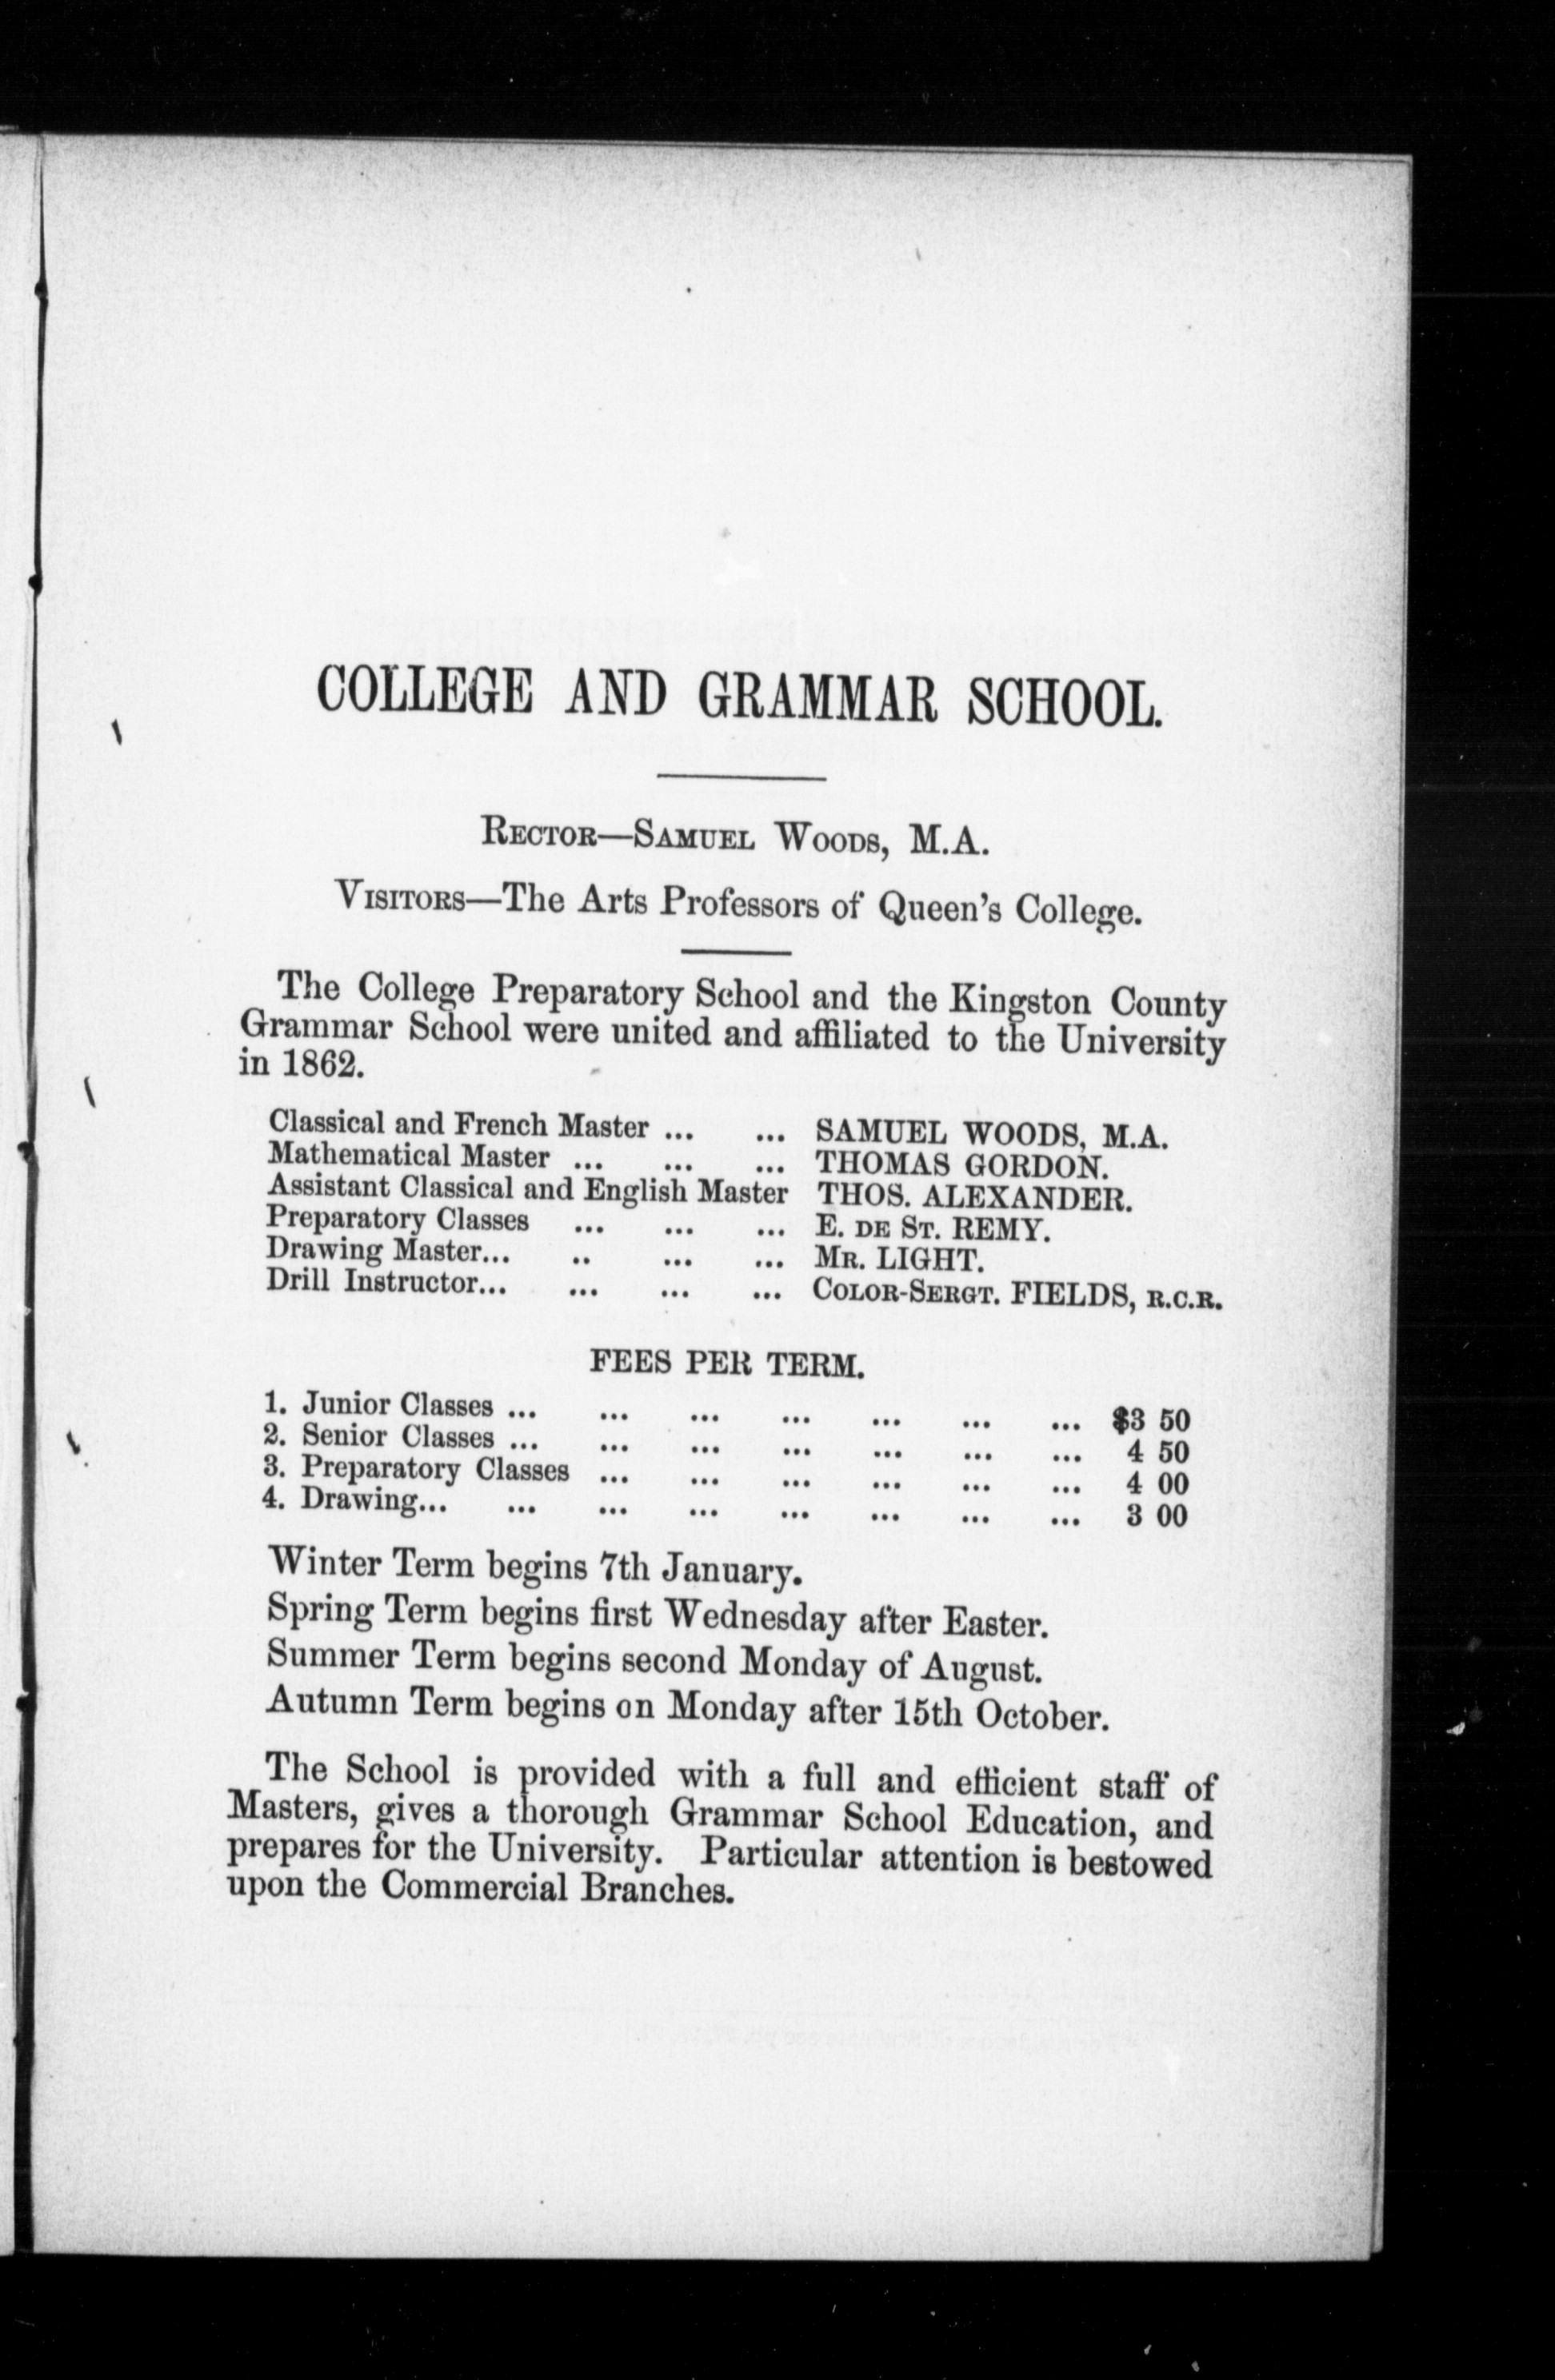 COLLEGE AND GRAMMAR SCHOOL.
RECTOR—SAMUEL WOODS, M.A.
VISITORS—The Arts Professors of Queen's College.
The College Preparatory School and the Kingston County
Grammar School were united and affiliated to the University
in 1862.
Classical and French Master ... ... SAMUEL WOODS, M.A.
Mathematical Master ... ... ... THOMAS GORDON.
Assistant Classical and English Master THOS. ALEXANDER.
Preparatory Classes ... ... ... E. DE ST. REMY.
Drawing Master... .. ... ... MR. LIGHT.
Drill Instructor... ... ... ... COLOR-SERGT. FIELDS, R.C.R.
FEES PER TERM.
1. Junior Classes ... ... ... ... ... ... ... $3 50
2. Senior Classes ... ... ... ... ... ... ... 4 50
3. Preparatory Classes ... ... ... ... ... ... 4 00
4. Drawing... ... ... ... ... ... ... ... 3 00
Winter Term begins 7th January.
Spring Term begins first Wednesday after Easter.
Summer Term begins second Monday of August.
Autumn Term begins on Monday after 15th October.
The School is provided with a full and efficient staff of
Masters, gives a thorough Grammar School Education, and
prepares for the University. Particular attention is bestowed
upon the Commercial Branches.